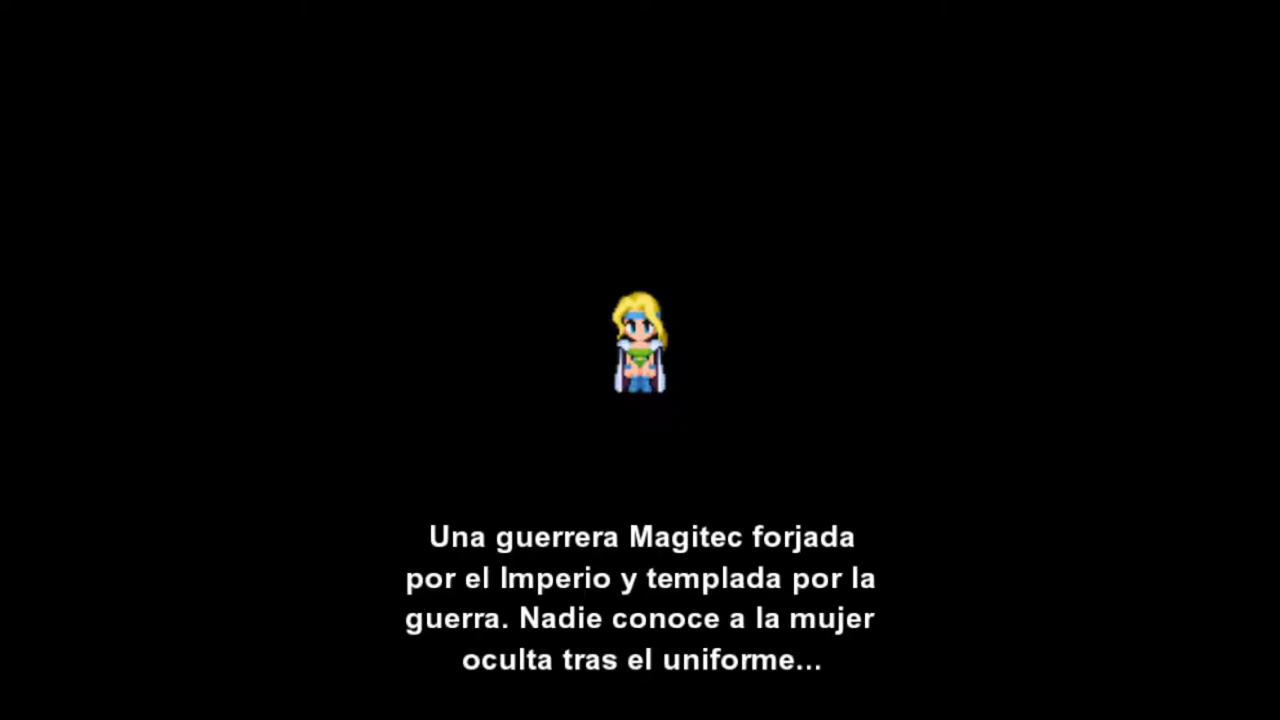 Una guerrera Magitec forjada
por el Imperio y templada por la
guerra. Nadie conoce a la mujer
oculta tras el uniforme...